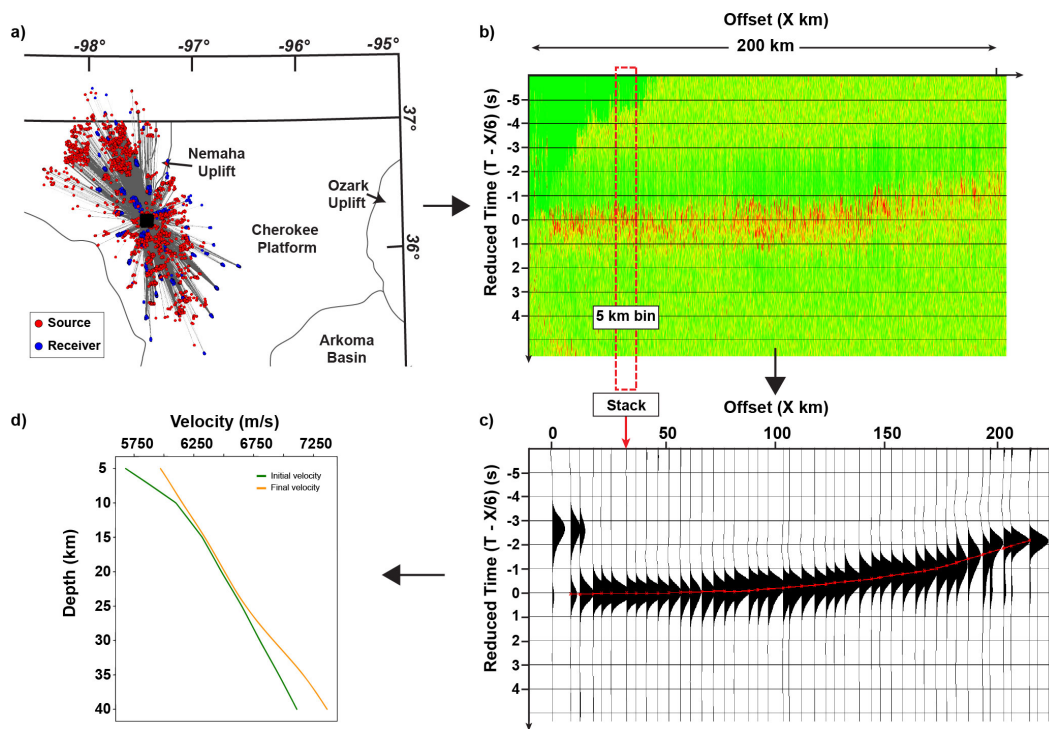 a)
-98°
-97°
-96°
-95°
37°
36°
Nemaha
Uplift
Ozark
Uplift
Cherokee
Platform
Arkoma
Basin
Source
Receiver
b)
Offset (X km)
200 km
Reduced Time (T - X/6) (s)
-5
-4
-3
-2
-1
0
1
2
3
4
5 km bin
Stack
d)
Velocity (m/s)
5750 6250 6750 7250
Depth (km)
5
10
15
20
25
30
35
40
Initial velocity
Final velocity
c)
Offset (X km)
0 50 100 150 200
Reduced Time (T - X/6) (s)
-5
-4
-3
-2
-1
0
1
2
3
4